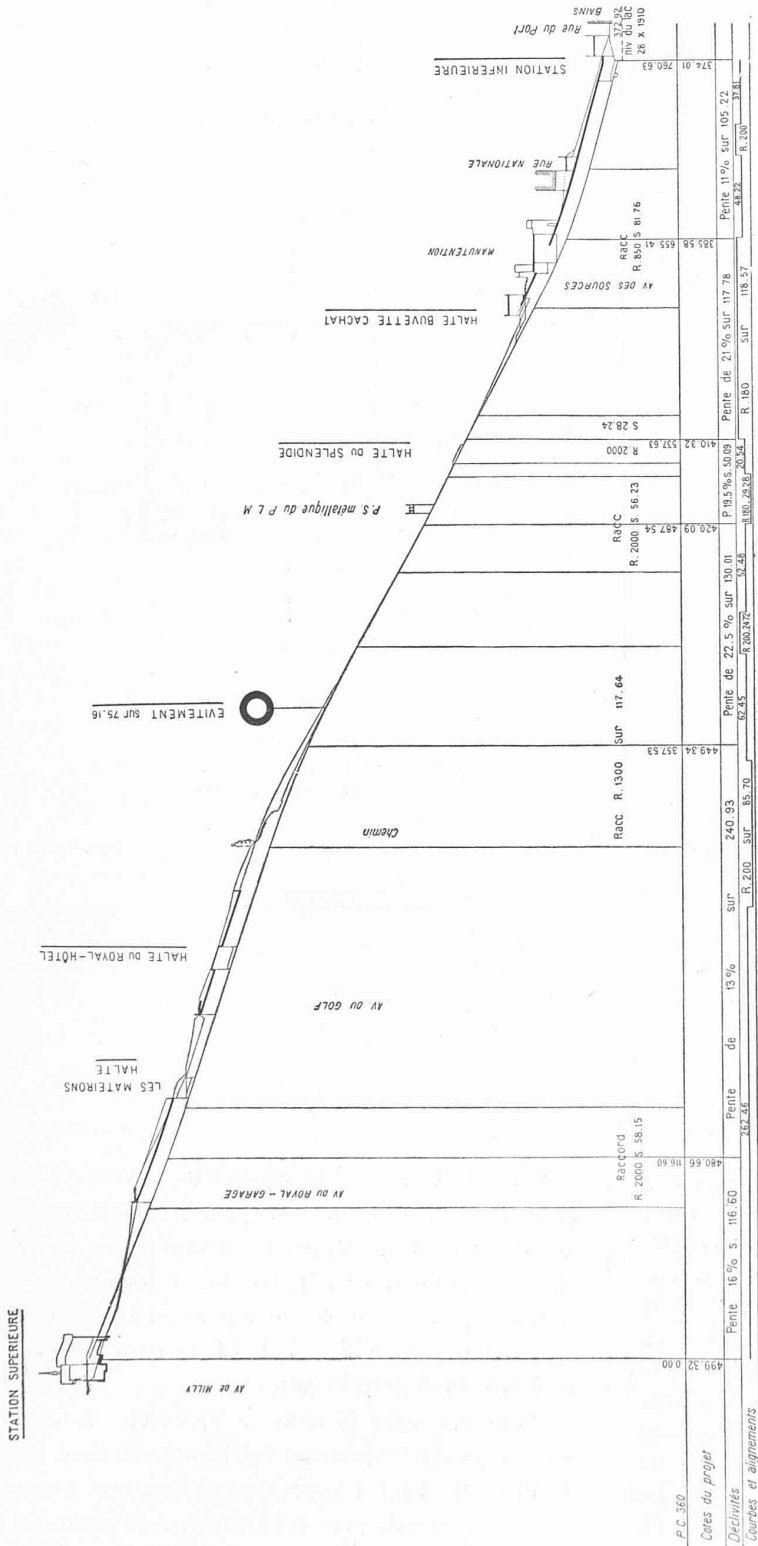 STATION SUPERIEURE
LES MATEIRONS
HALTE
HALTE DU ROYAL-HÔTEL
EVITEMENT sur 75.16
P.S. métallique du P L M
HALTE DU SPLENDIDE
HALTE BUVETTE CACHAT
MANUTENTION
RUE NATIONALE
STATION INFERIEURE
Rue du Port
BAINS
372.92
niv du lac
28 X 1910
AV DE MILLY
AV DU ROYAL - GARAGE
AV DU GOLF
Chemin
AV DES SOURCES
Raccord
R. 2000 S. 58.15
Racc R. 1300 sur 117.64
Racc
R. 2000 S. 56.23
R. 2000
S. 28.24
Racc
R. 850 S. 81.76
P.C. 360
0.00 116.60 357.53 487.54 537.63 655.41 760.63
Cotes du projet
499.32 480.66 449.34 420.09 410.32 385.58 374.01
Déclivités
Pente 16 % s. 116.60
Pente de 13 % sur 240.93
Pente de 22.5 % sur 130.01
P. 19.5 % S. 50.09
Pente de 21 % sur 117.78
Pente 11 % sur 105.22
Courbes et alignements
262.46
R. 200 sur 85.70
62.45
R 200.2472
52.48
R180.29.28
20.54
R 180 sur 118.57
48.22
R. 200
37.81